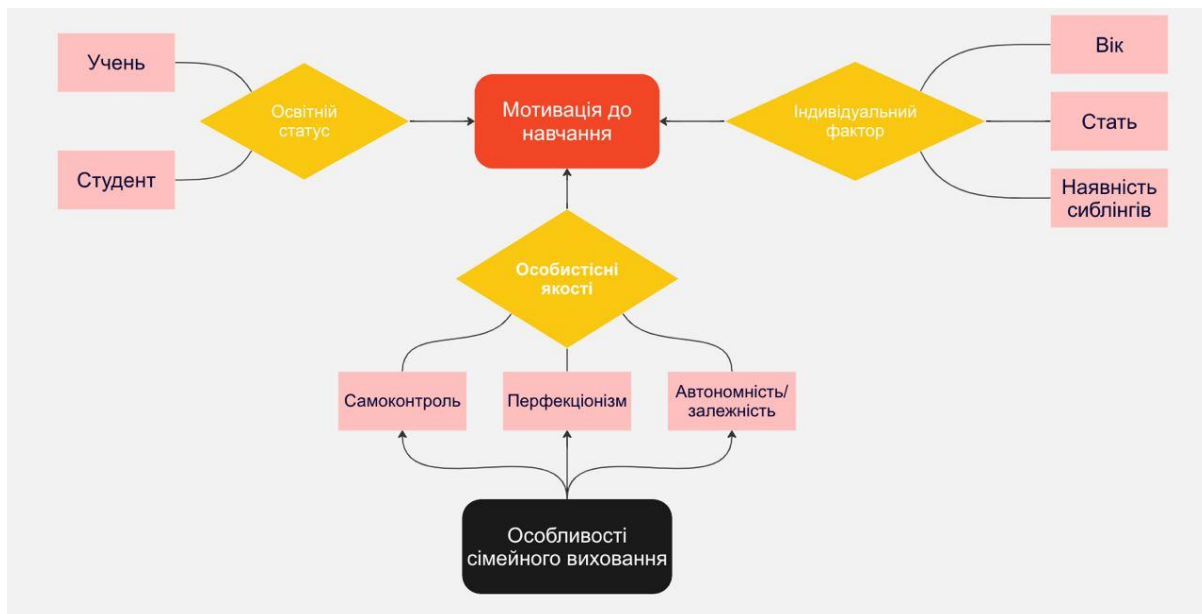 Учень
Освітній
статус
Студент
Мотивація до
навчання
Індивідуальний
фактор
Вік
Стать
Наявність
сиблінгів
Особистісні
якості
Самоконтроль
Перфекціонізм
Автономність/
залежність
Особливості
сімейного виховання